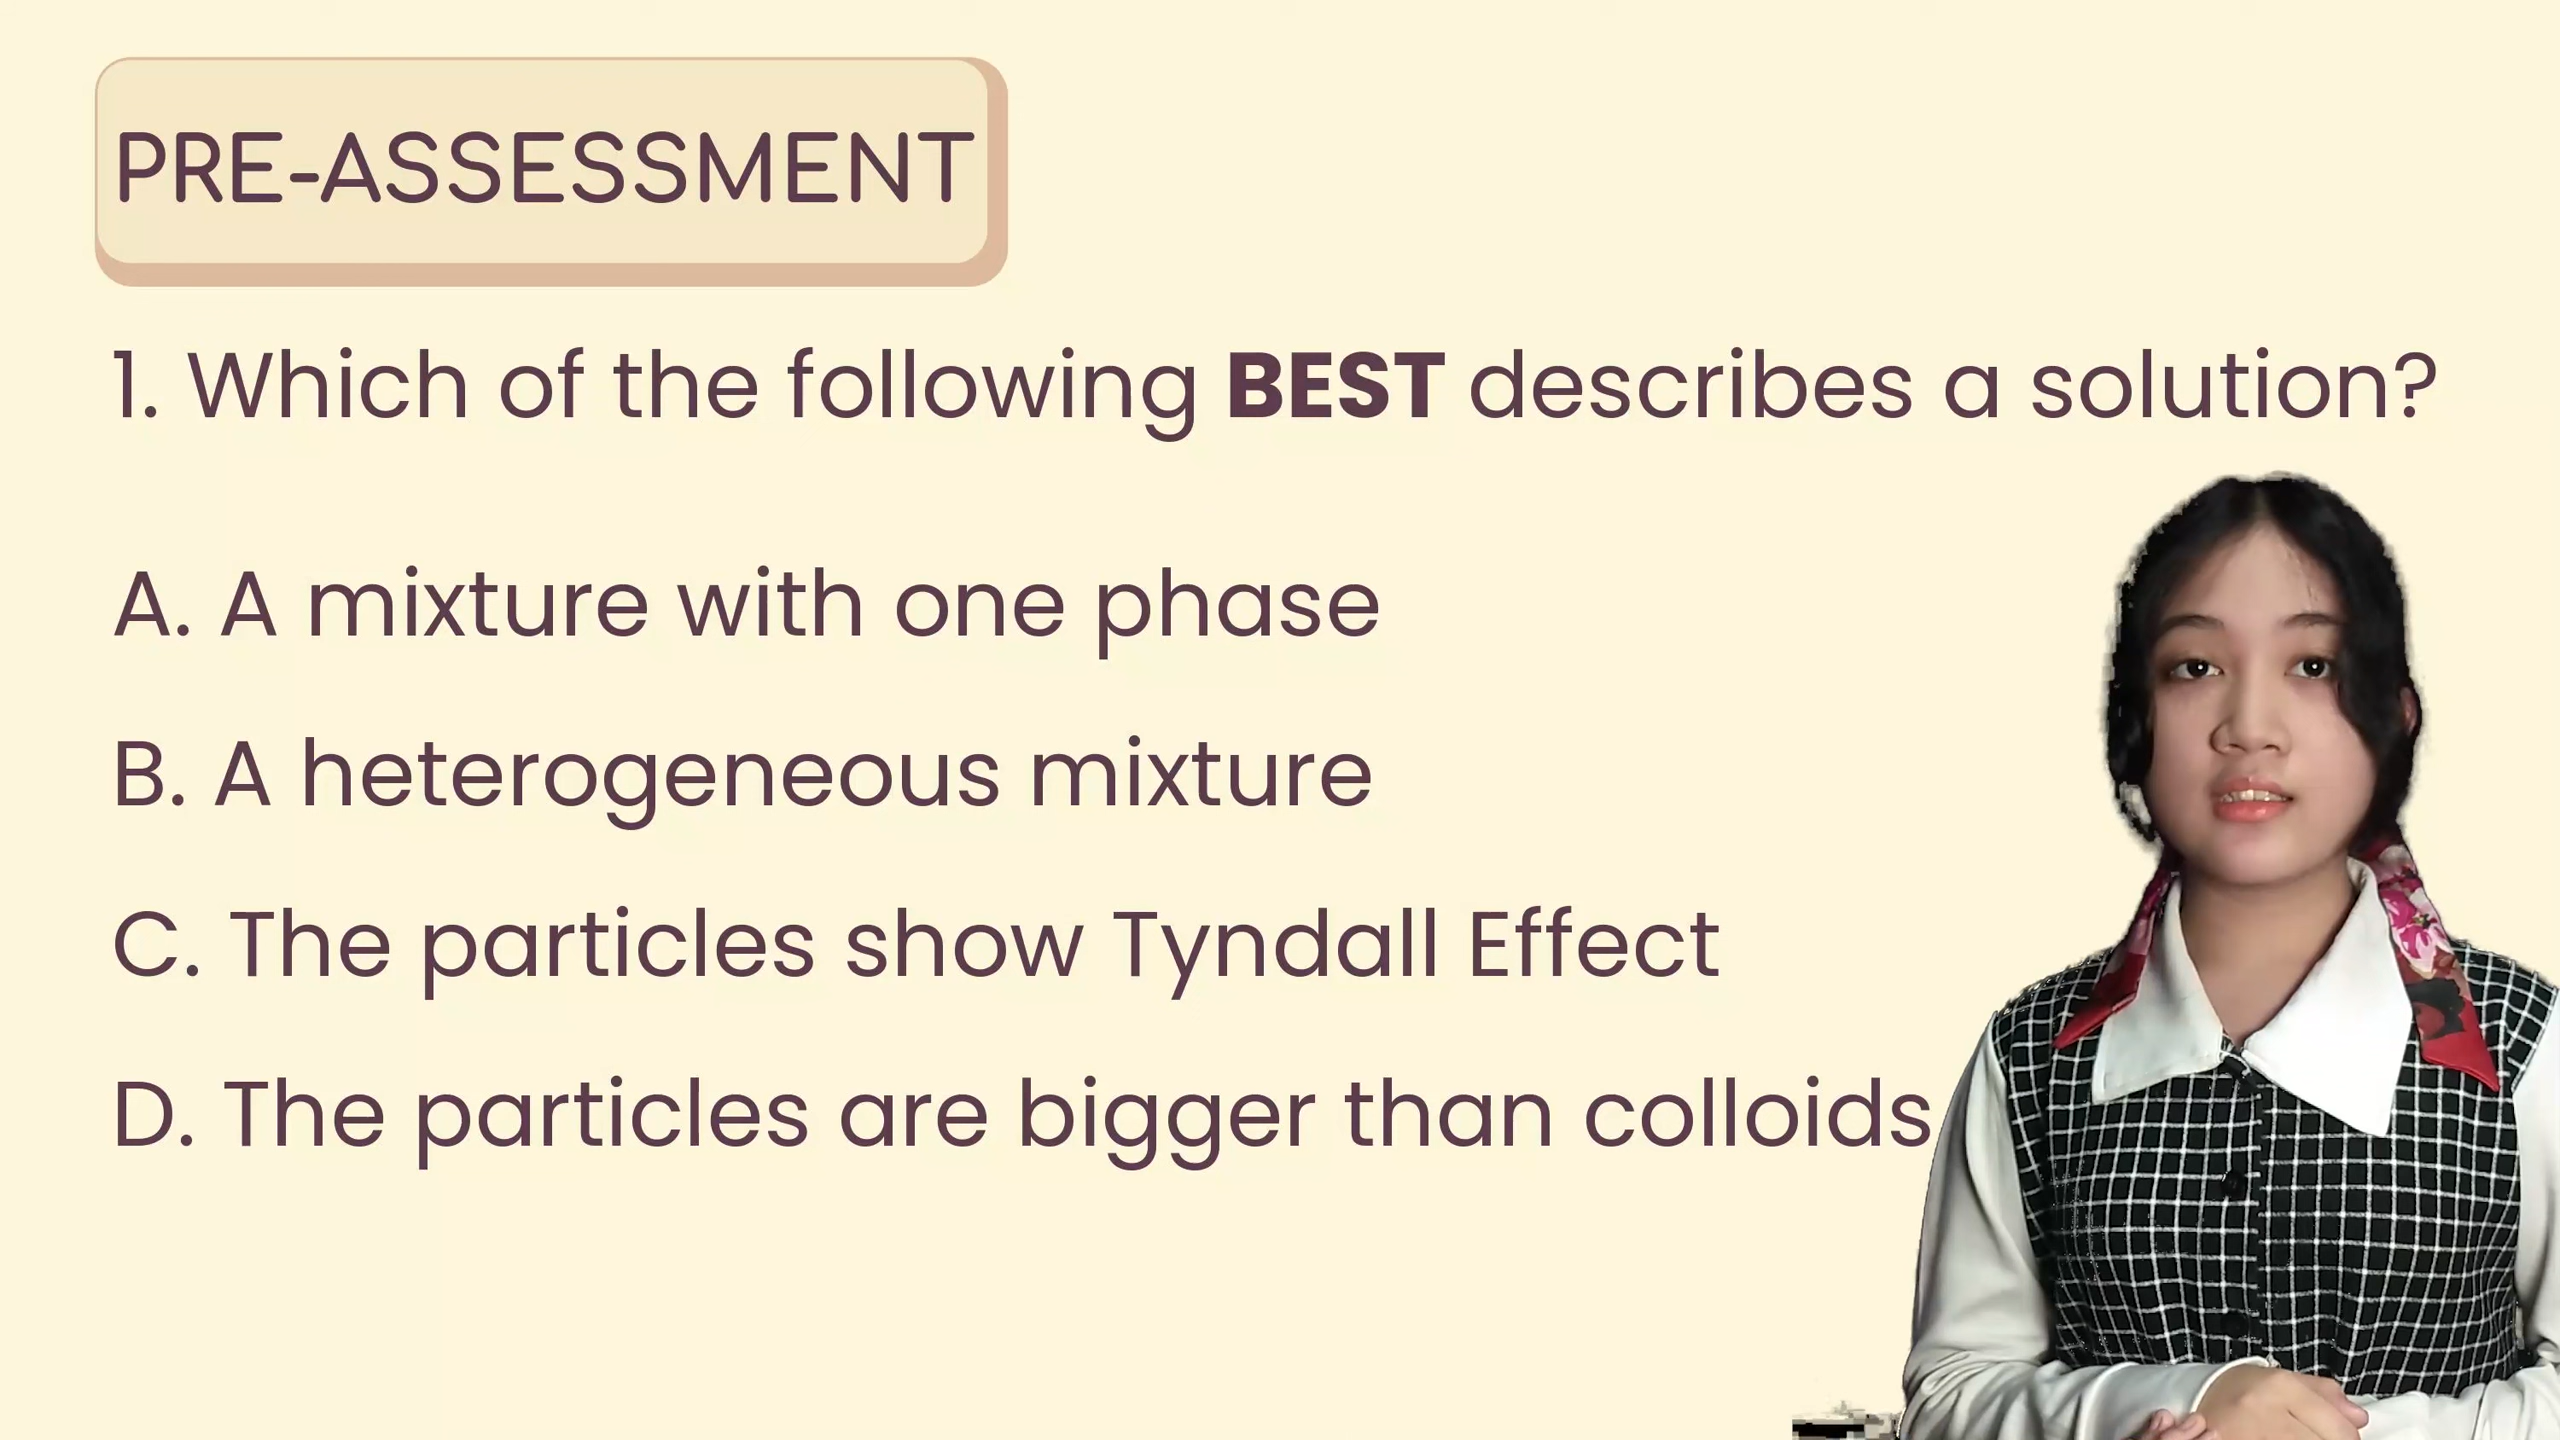 PRE-ASSESSMENT
1. Which of the following BEST describes a solution?
A. A mixture with one phase
B. A heterogeneous mixture
C. The particles show Tyndall Effect
D. The particles are bigger than colloids